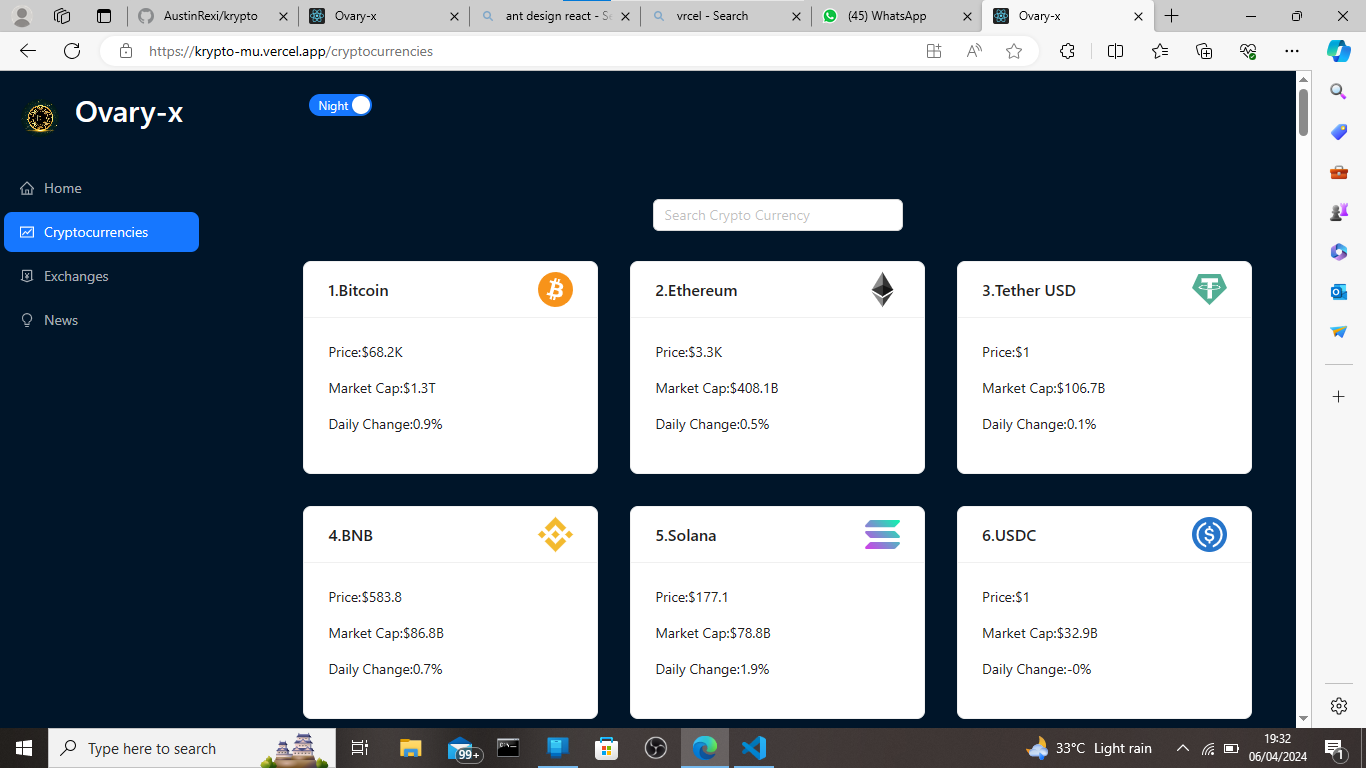 AustinRexi/krypto
Ovary-x
ant design react - Se
vrcel - Search
(45) WhatsApp
Ovary-x
https://krypto-mu.vercel.app/cryptocurrencies
Ovary-x
Night
Home
Cryptocurrencies
Exchanges
News
Search Crypto Currency
1.Bitcoin
Price:$68.2K
Market Cap:$1.3T
Daily Change:0.9%
2.Ethereum
Price:$3.3K
Market Cap:$408.1B
Daily Change:0.5%
3.Tether USD
Price:$1
Market Cap:$106.7B
Daily Change:0.1%
4.BNB
Price:$583.8
Market Cap:$86.8B
Daily Change:0.7%
5.Solana
Price:$177.1
Market Cap:$78.8B
Daily Change:1.9%
6.USDC
Price:$1
Market Cap:$32.9B
Daily Change:-0%
Type here to search
99+
33°C Light rain
19:32
06/04/2024
1